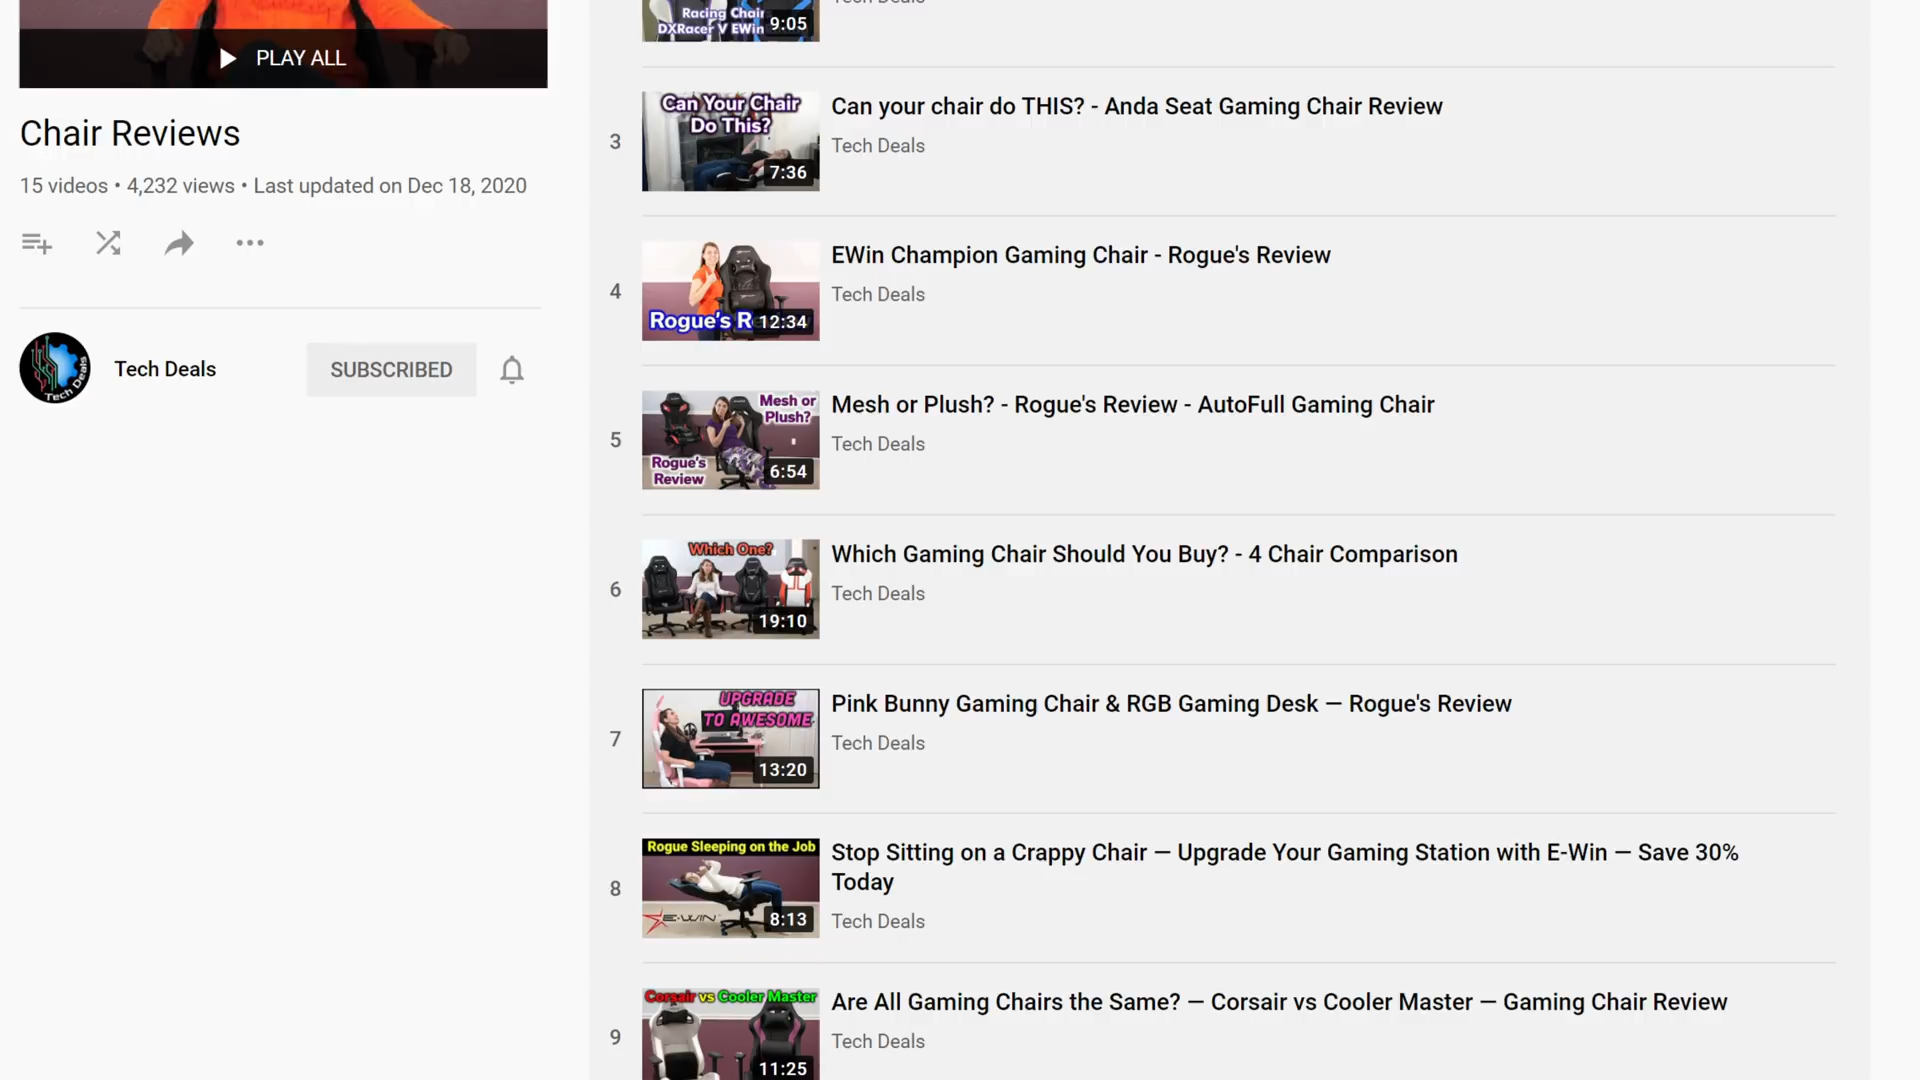 PLAY ALL
Chair Reviews
15 videos • 4,232 views • Last updated on Dec 18, 2020
Tech Deals
Tech Deals
SUBSCRIBED
Racing Chair
DXRacer V EWin
9:05
Tech Deals
3
Can Your Chair
Do This?
7:36
Can your chair do THIS? - Anda Seat Gaming Chair Review
Tech Deals
4
Rogue's R
12:34
EWin Champion Gaming Chair - Rogue's Review
Tech Deals
5
Mesh or
Plush?
Rogue's
Review
6:54
Mesh or Plush? - Rogue's Review - AutoFull Gaming Chair
Tech Deals
6
Which One?
19:10
Which Gaming Chair Should You Buy? - 4 Chair Comparison
Tech Deals
7
UPGRADE
TO AWESOME
13:20
Pink Bunny Gaming Chair & RGB Gaming Desk — Rogue's Review
Tech Deals
8
Rogue Sleeping on the Job
E-WIN
8:13
Stop Sitting on a Crappy Chair — Upgrade Your Gaming Station with E-Win — Save 30%
Today
Tech Deals
9
Corsair vs Cooler Master
11:25
Are All Gaming Chairs the Same? — Corsair vs Cooler Master — Gaming Chair Review
Tech Deals